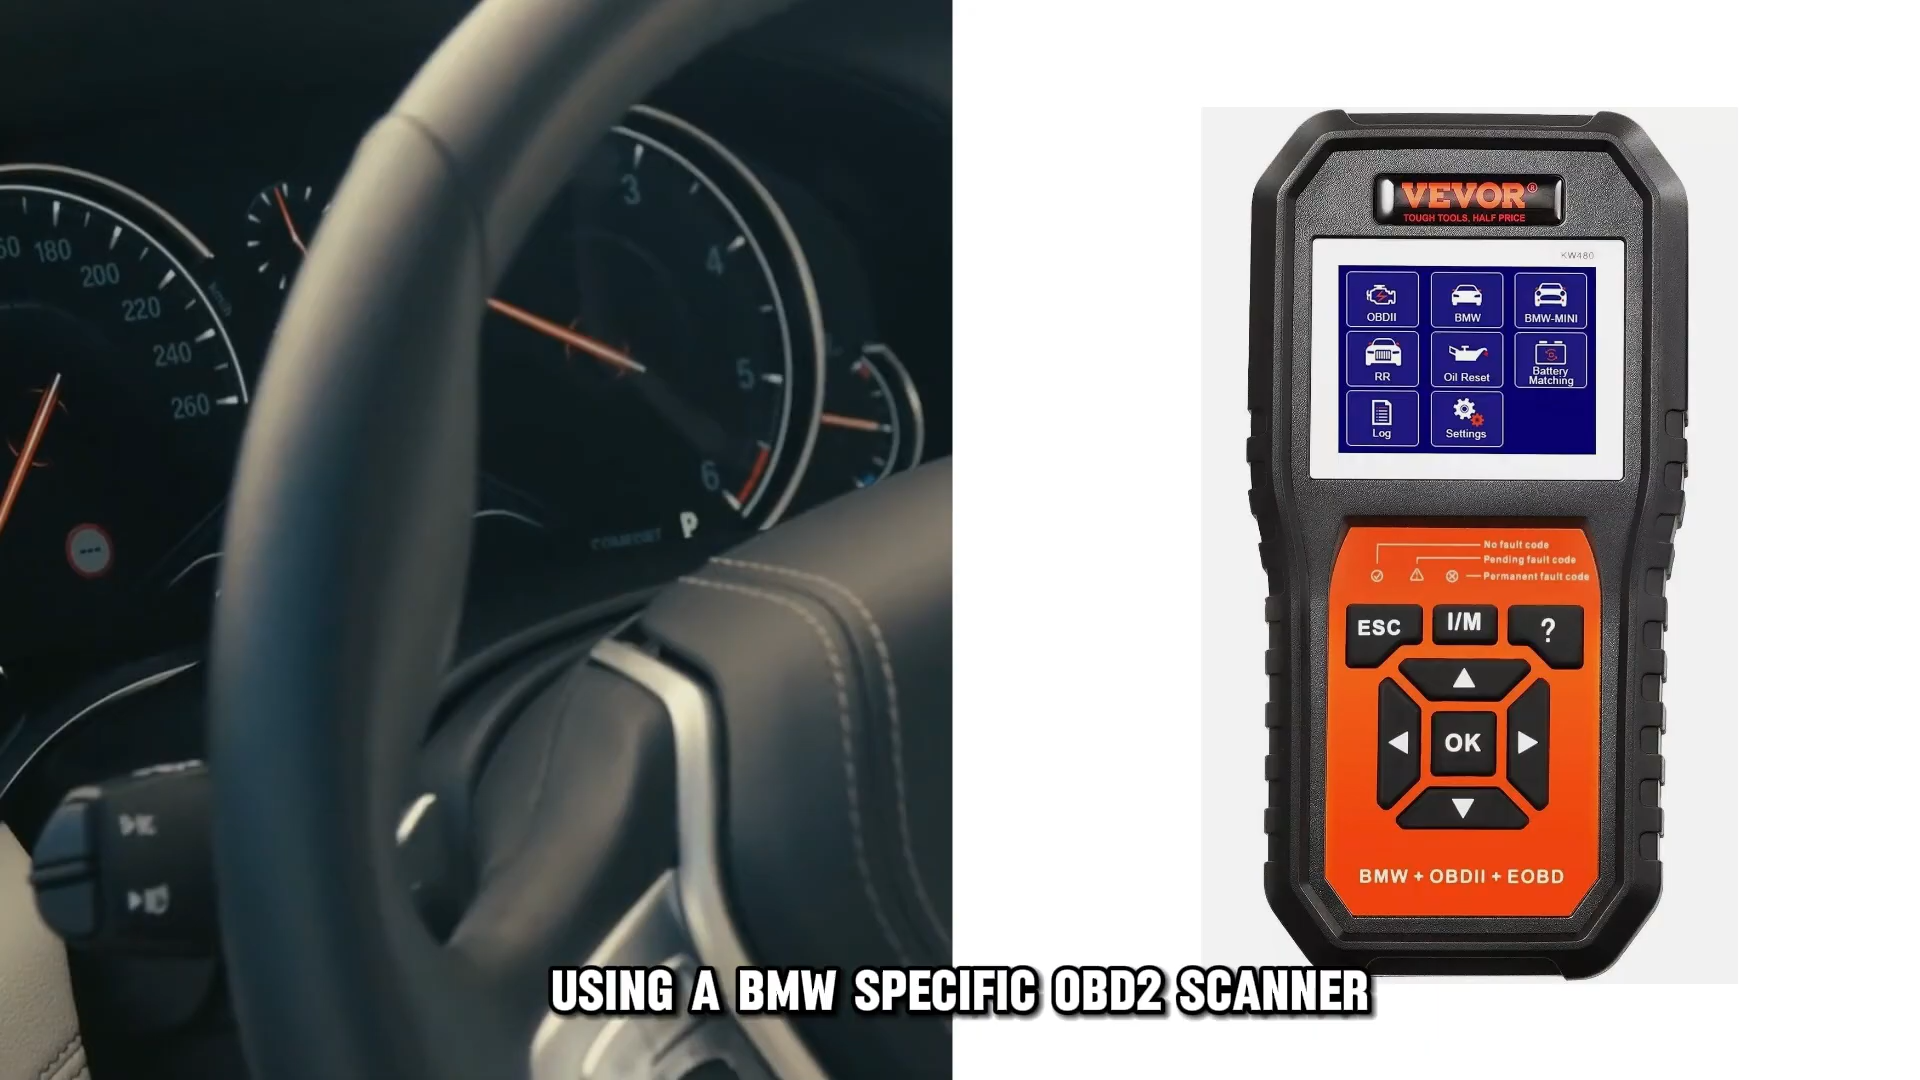 180
200
220
240
260
km/h
3
4
5
6
COMFORT
P
VEVOR®
TOUGH TOOLS, HALF PRICE
KW480
OBDII
BMW
BMW-MINI
RR
Oil Reset
Battery
Matching
Log
Settings
No fault code
Pending fault code
Permanent fault code
ESC
I/M
?
OK
BMW + OBDII + EOBD
USING A BMW SPECIFIC OBD2 SCANNER